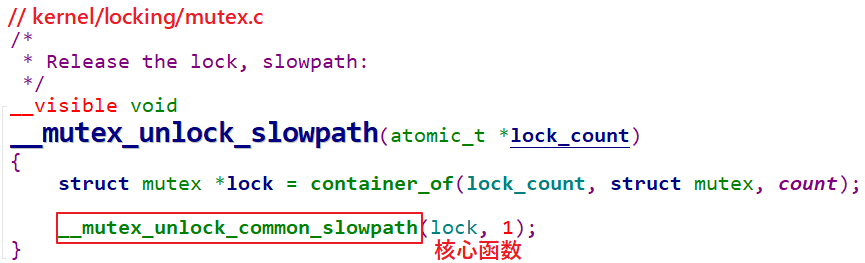 // kernel/locking/mutex.c
/*
 * Release the lock, slowpath:
 */
__visible void
__mutex_unlock_slowpath(atomic_t *lock_count)
{
    struct mutex *lock = container_of(lock_count, struct mutex, count);

    __mutex_unlock_common_slowpath(lock, 1);
核心函数
}